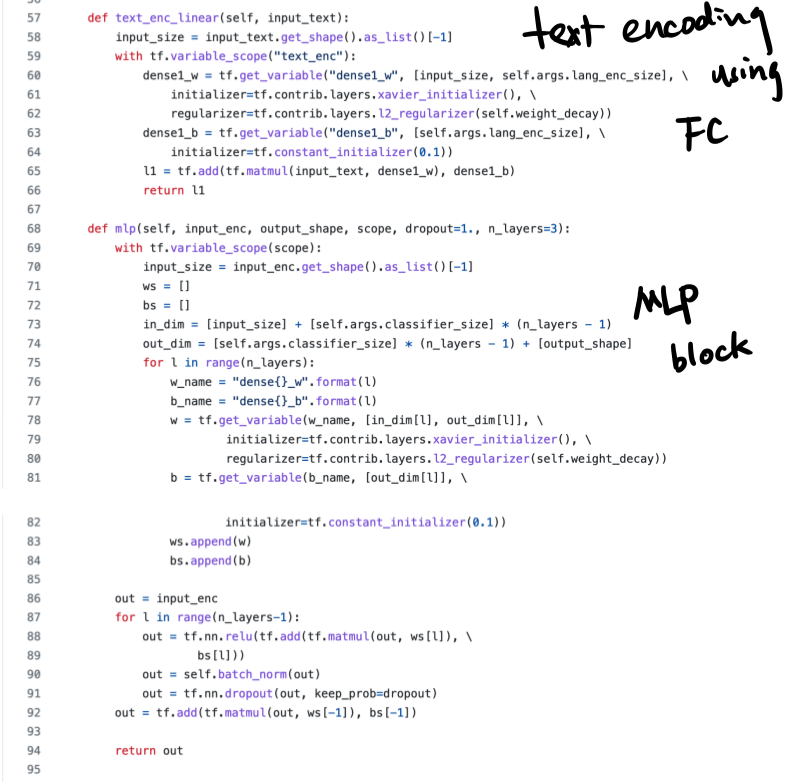 57 def text_enc_linear(self, input_text):
58 input_size = input_text.get_shape().as_list()[-1]
59 with tf.variable_scope("text_enc"):
60 dense1_w = tf.get_variable("dense1_w", [input_size, self.args.lang_enc_size], \
61 initializer=tf.contrib.layers.xavier_initializer(), \
62 regularizer=tf.contrib.layers.l2_regularizer(self.weight_decay))
63 dense1_b = tf.get_variable("dense1_b", [self.args.lang_enc_size], \
64 initializer=tf.constant_initializer(0.1))
65 l1 = tf.add(tf.matmul(input_text, dense1_w), dense1_b)
66 return l1
67
text encoding
using
FC
68 def mlp(self, input_enc, output_shape, scope, dropout=1., n_layers=3):
69 with tf.variable_scope(scope):
70 input_size = input_enc.get_shape().as_list()[-1]
71 ws = []
72 bs = []
73 in_dim = [input_size] + [self.args.classifier_size] * (n_layers - 1)
74 out_dim = [self.args.classifier_size] * (n_layers - 1) + [output_shape]
75 for l in range(n_layers):
76 w_name = "dense{}_w".format(l)
77 b_name = "dense{}_b".format(l)
78 w = tf.get_variable(w_name, [in_dim[l], out_dim[l]], \
79 initializer=tf.contrib.layers.xavier_initializer(), \
80 regularizer=tf.contrib.layers.l2_regularizer(self.weight_decay))
81 b = tf.get_variable(b_name, [out_dim[l]], \
MLP
block
82 initializer=tf.constant_initializer(0.1))
83 ws.append(w)
84 bs.append(b)
85
86 out = input_enc
87 for l in range(n_layers-1):
88 out = tf.nn.relu(tf.add(tf.matmul(out, ws[l]), \
89 bs[l]))
90 out = self.batch_norm(out)
91 out = tf.nn.dropout(out, keep_prob=dropout)
92 out = tf.add(tf.matmul(out, ws[-1]), bs[-1])
93
94 return out
95